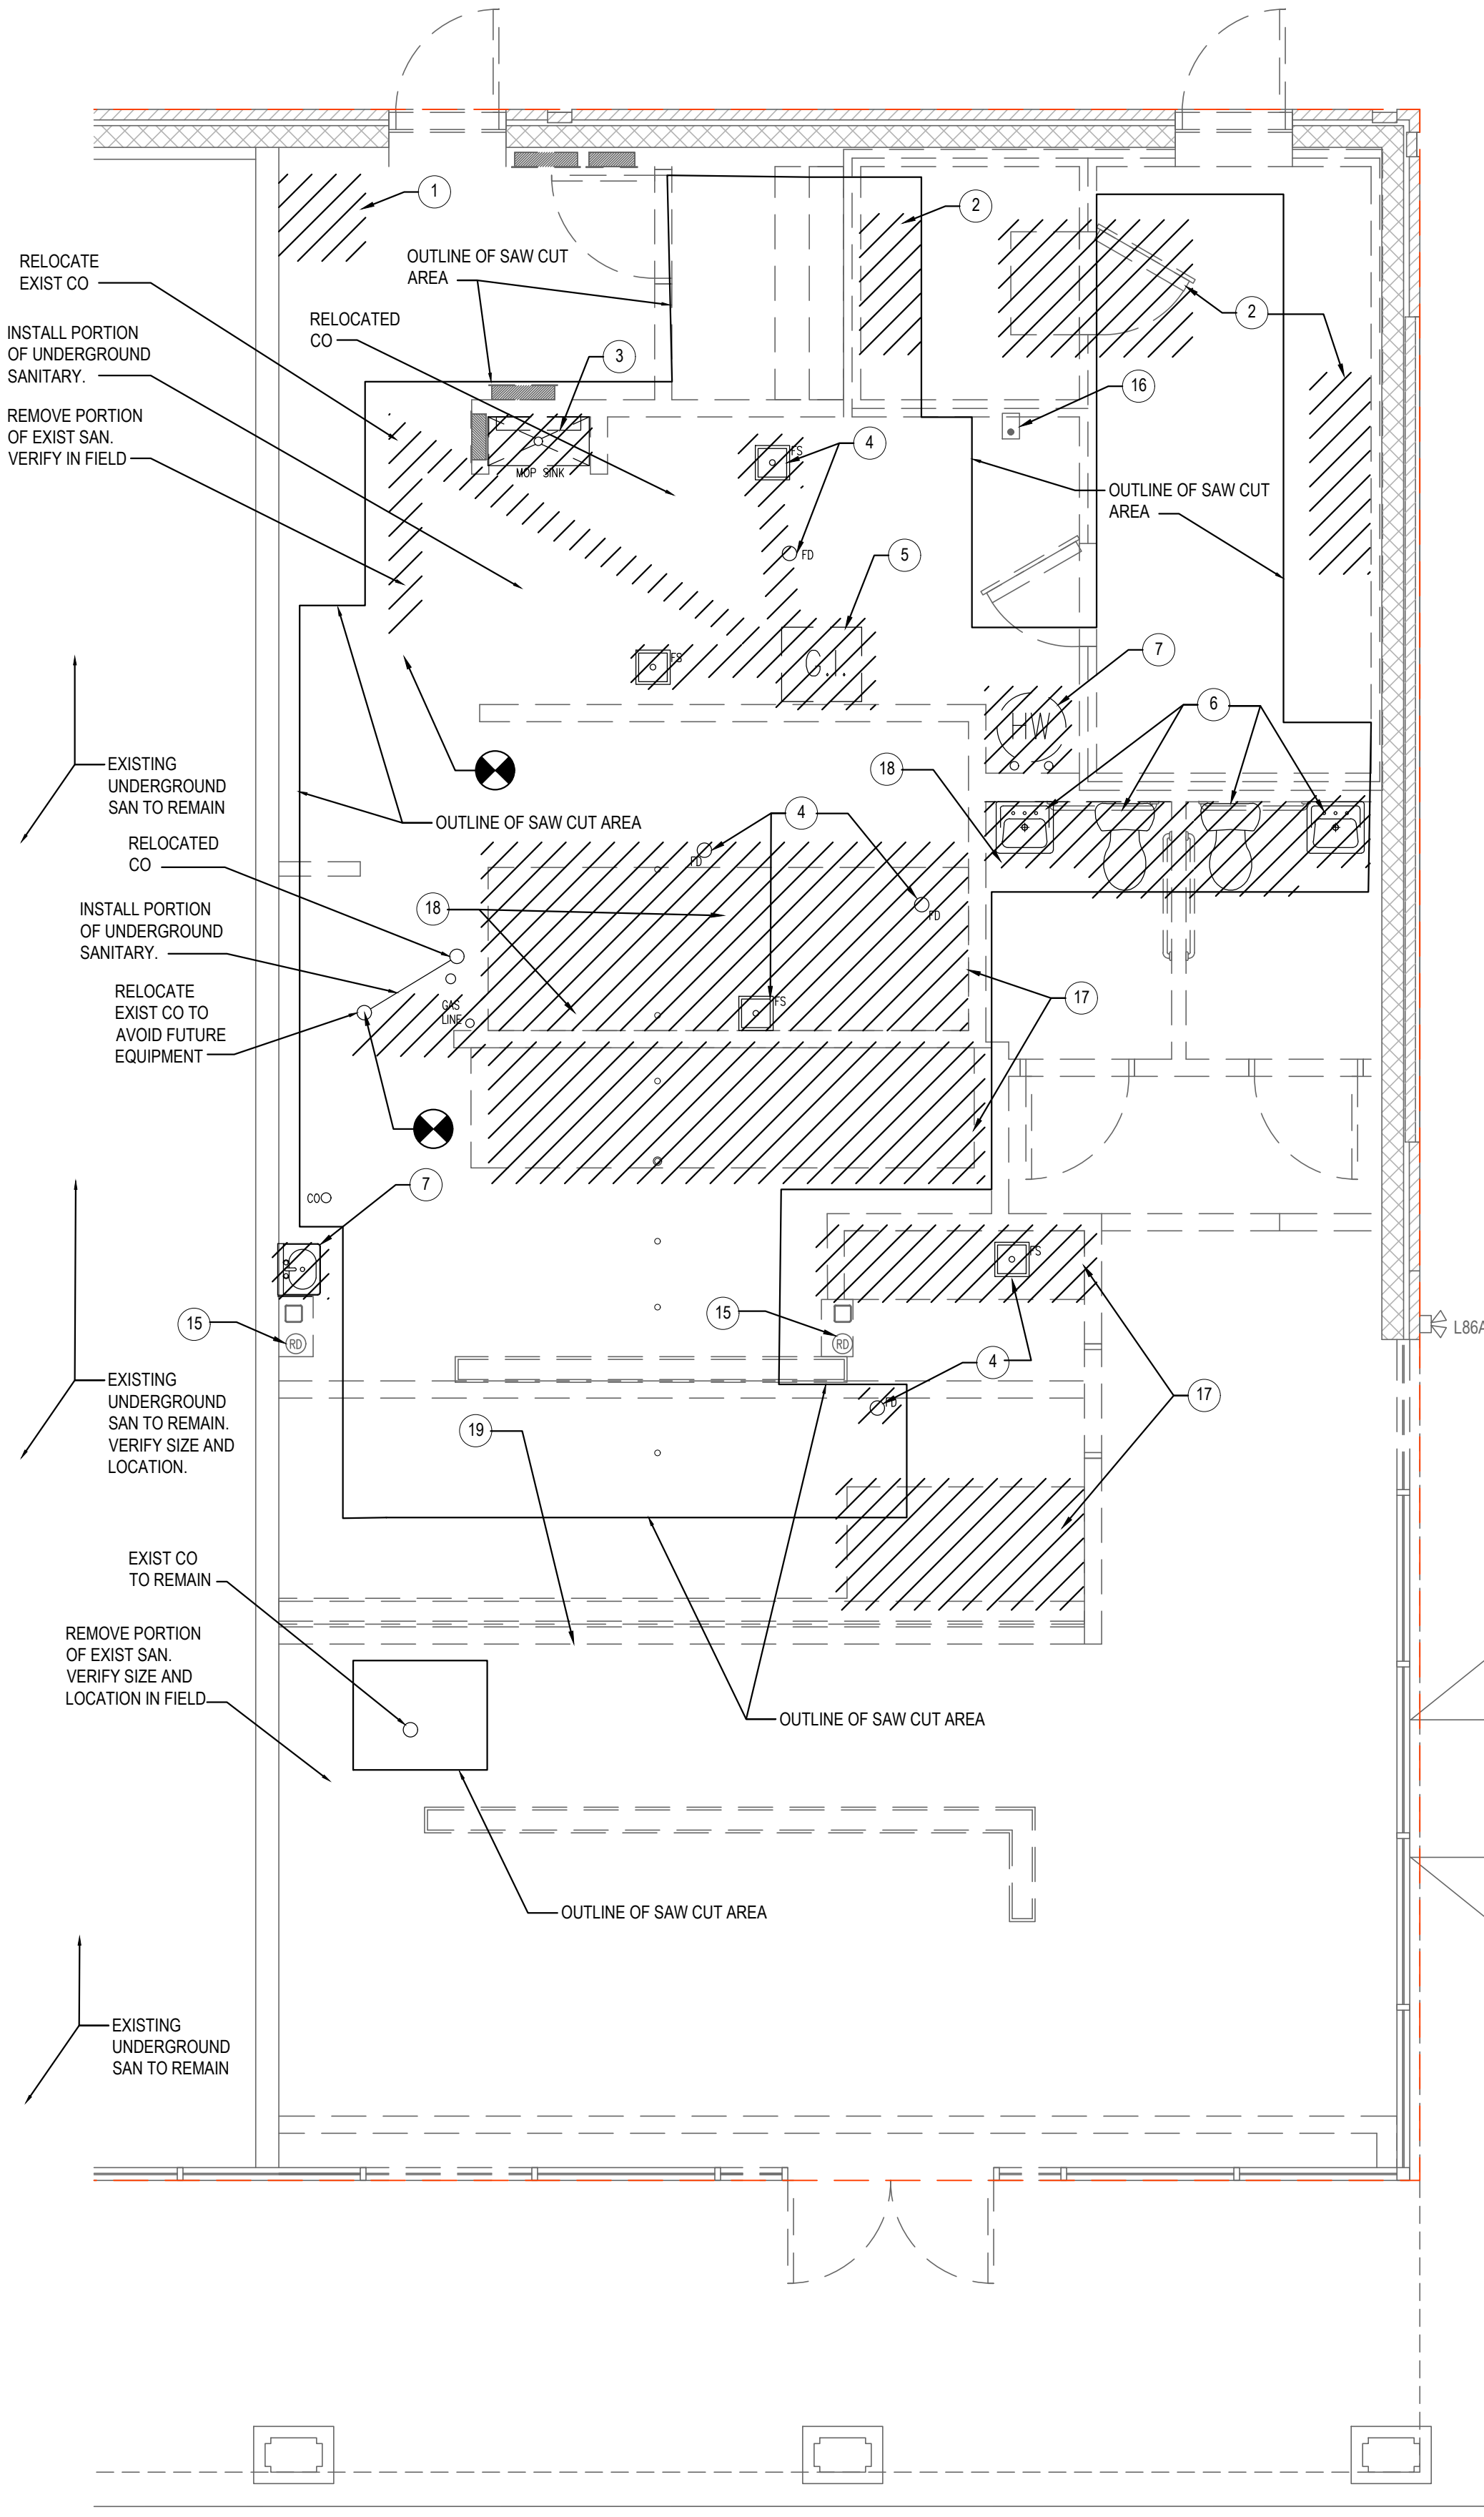 1
2
RELOCATE
EXIST CO
OUTLINE OF SAW CUT
AREA
2
RELOCATED
CO
INSTALL PORTION
OF UNDERGROUND
SANITARY.
3
16
REMOVE PORTION
OF EXIST SAN.
VERIFY IN FIELD
4
FS
MOP SINK
OUTLINE OF SAW CUT
AREA
FD
5
FS
G.I.
7
HW
6
EXISTING
UNDERGROUND
SAN TO REMAIN
18
OUTLINE OF SAW CUT AREA
4
RELOCATED
CO
FD
INSTALL PORTION
OF UNDERGROUND
SANITARY.
18
FD
RELOCATE
EXIST CO TO
AVOID FUTURE
EQUIPMENT
GAS
LINE
FS
17
7
CO
FS
15
RD
15
RD
L86A
4
EXISTING
UNDERGROUND
SAN TO REMAIN.
VERIFY SIZE AND
LOCATION.
17
FD
19
EXIST CO
TO REMAIN
REMOVE PORTION
OF EXIST SAN.
VERIFY SIZE AND
LOCATION IN FIELD
OUTLINE OF SAW CUT AREA
OUTLINE OF SAW CUT AREA
EXISTING
UNDERGROUND
SAN TO REMAIN